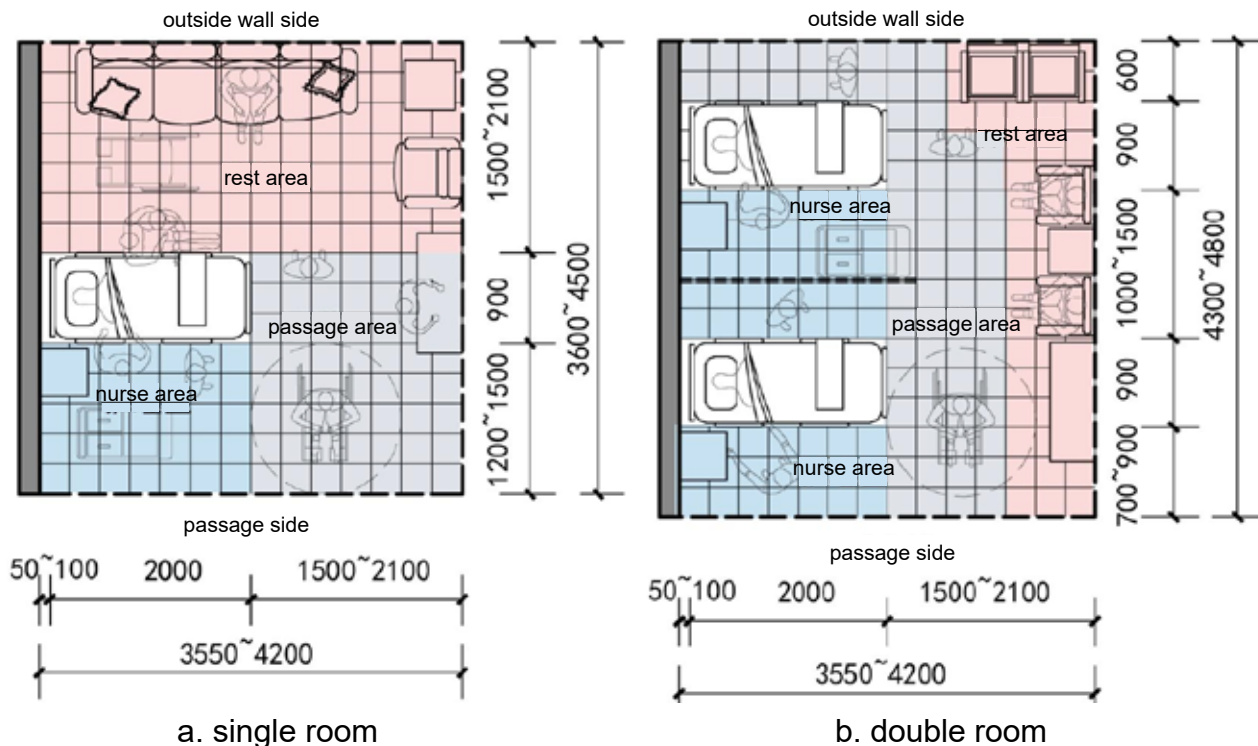 outside wall side
rest area
passage area
nurse area
passage side
1500~2100
900
1200~1500
3600~4500
50~100
2000
1500~2100
3550~4200
a. single room
outside wall side
rest area
nurse area
passage area
nurse area
passage side
600
900
1000~1500
900
700~900
4300~4800
50~100
2000
1500~2100
3550~4200
b. double room